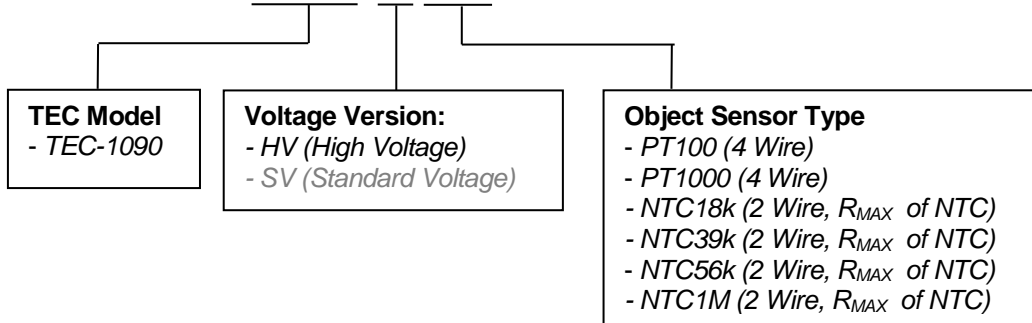 TEC Model
- TEC-1090
Voltage Version:
- HV (High Voltage)
- SV (Standard Voltage)
Object Sensor Type
- PT100 (4 Wire)
- PT1000 (4 Wire)
- NTC18k (2 Wire, RMAX of NTC)
- NTC39k (2 Wire, RMAX of NTC)
- NTC56k (2 Wire, RMAX of NTC)
- NTC1M (2 Wire, RMAX of NTC)